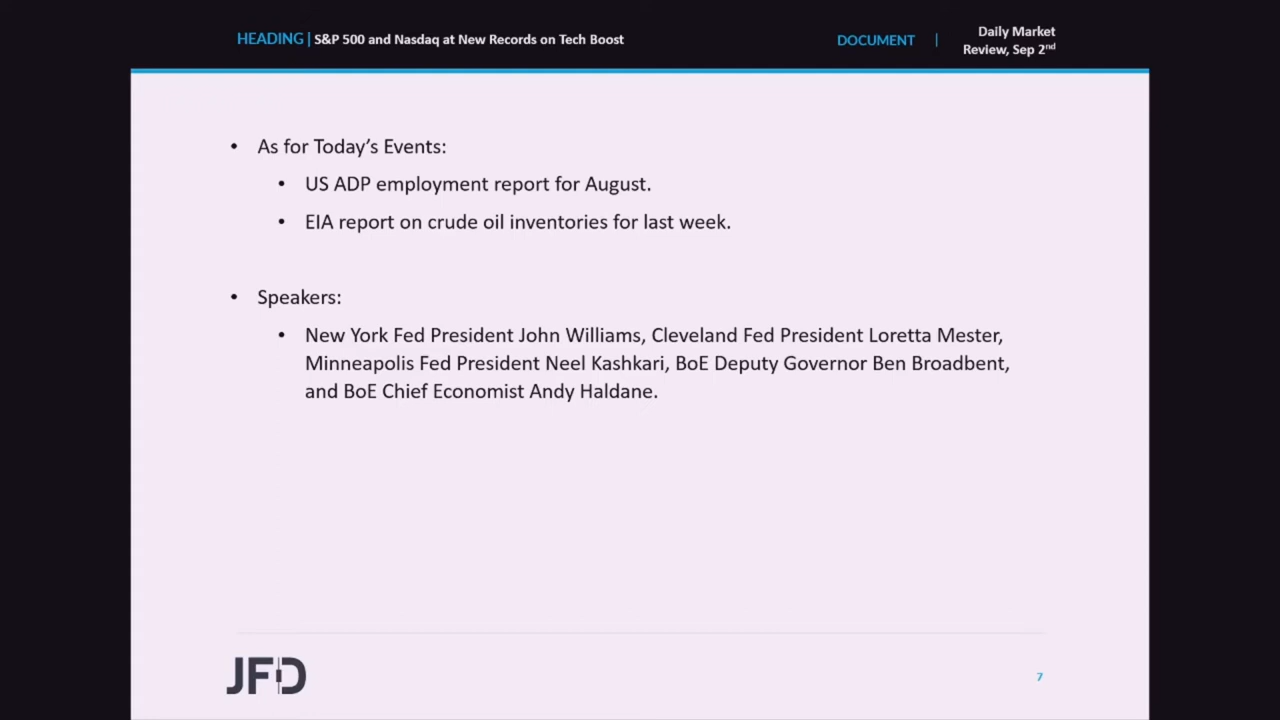 HEADING | S&P 500 and Nasdaq at New Records on Tech Boost
DOCUMENT |
Daily Market
Review, Sep 2nd
• As for Today’s Events:
• US ADP employment report for August.
• EIA report on crude oil inventories for last week.
• Speakers:
• New York Fed President John Williams, Cleveland Fed President Loretta Mester,
Minneapolis Fed President Neel Kashkari, BoE Deputy Governor Ben Broadbent,
and BoE Chief Economist Andy Haldane.
JFD
7